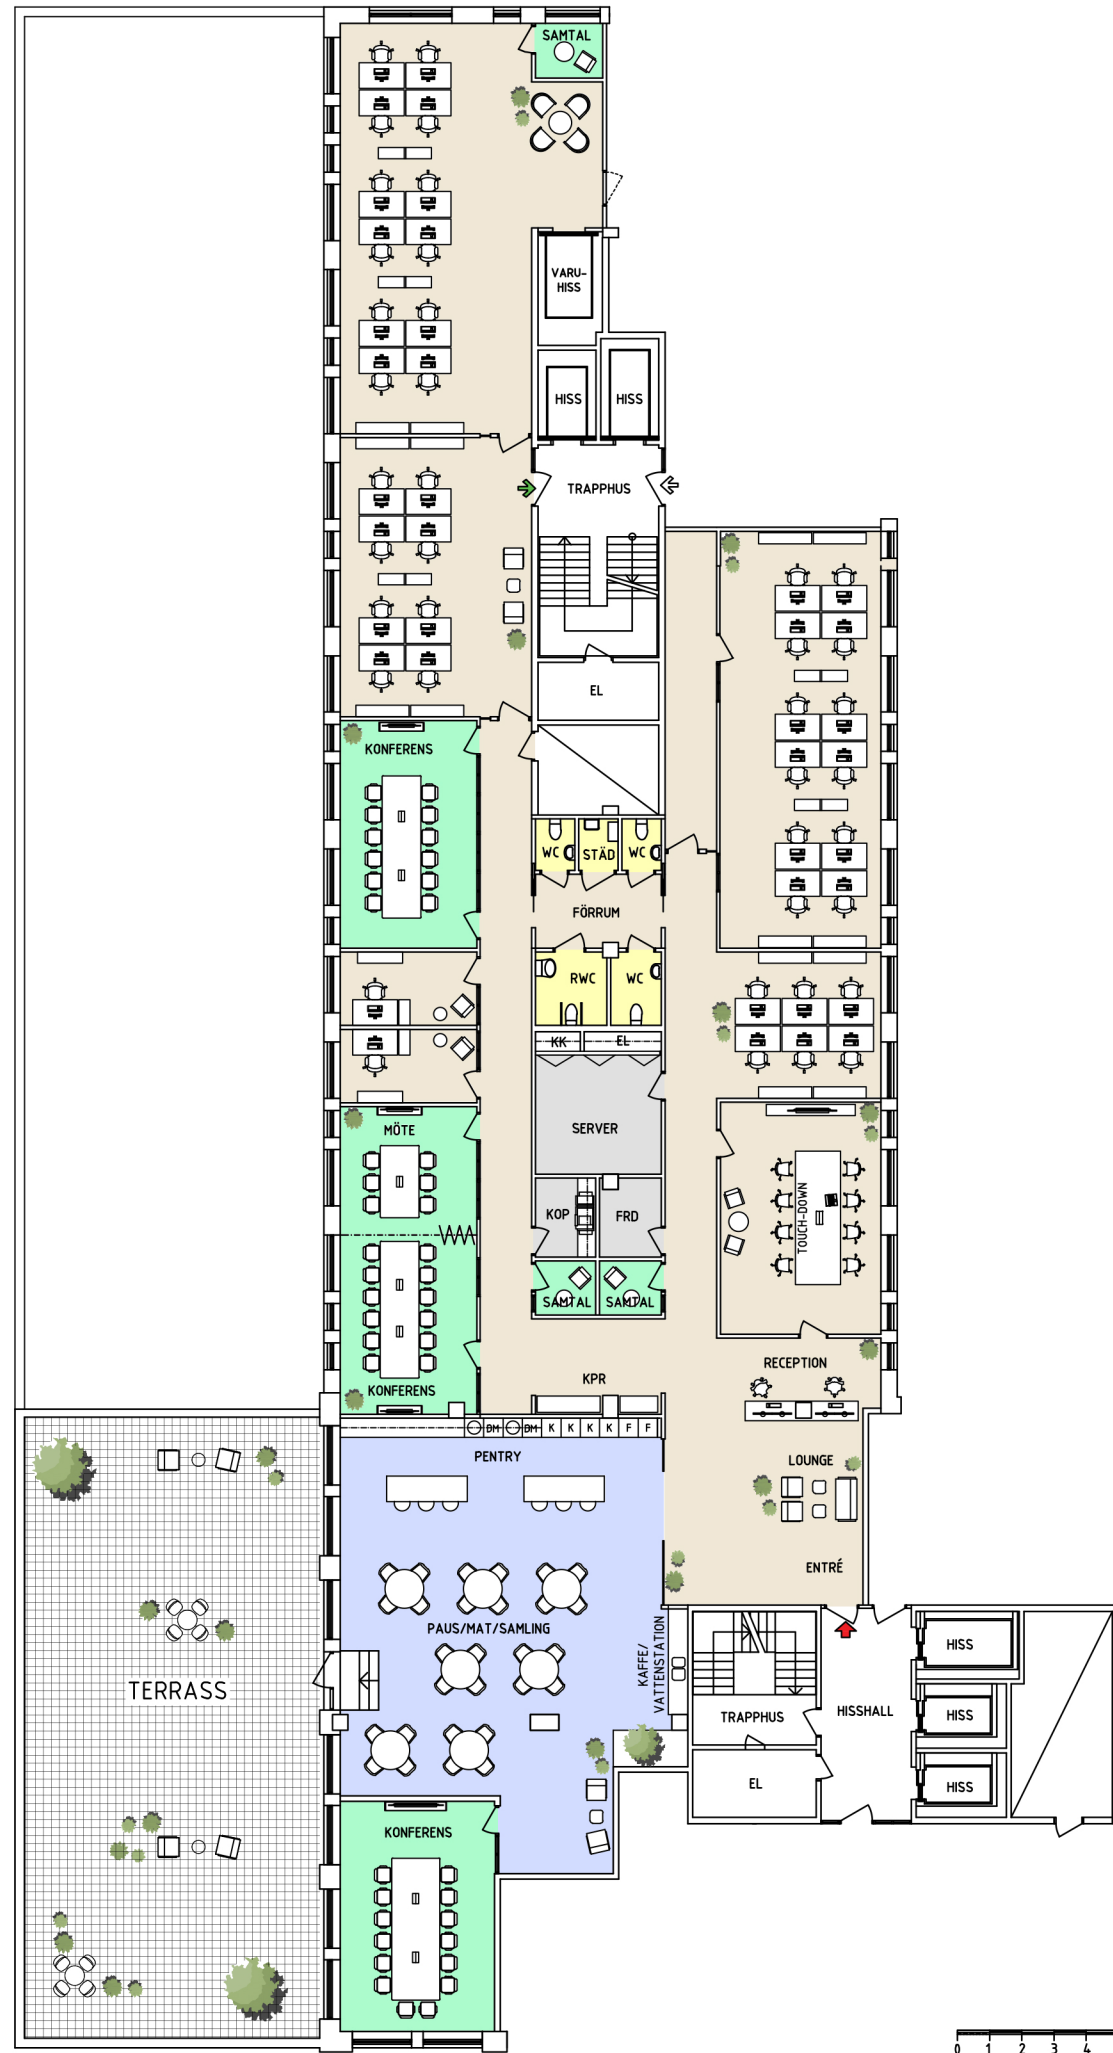 SAMTAL
VARU-
HISS
HISS
HISS
TRAPPHUS
EL
KONFERENS
WC
STÄD
WC
FÖRRUM
RWC
WC
KK
EL
SERVER
MÖTE
KOP
FRD
TOUCH-DOWN
SAMTAL
SAMTAL
RECEPTION
KPR
KONFERENS
DM
DM
K
K
K
K
F
F
PENTRY
LOUNGE
ENTRÉ
PAUS/MAT/SAMLING
KAFFE/
VATTENSTATION
HISS
TERRASS
TRAPPHUS
HISSHALL
HISS
EL
HISS
KONFERENS
0 1 2 3 4